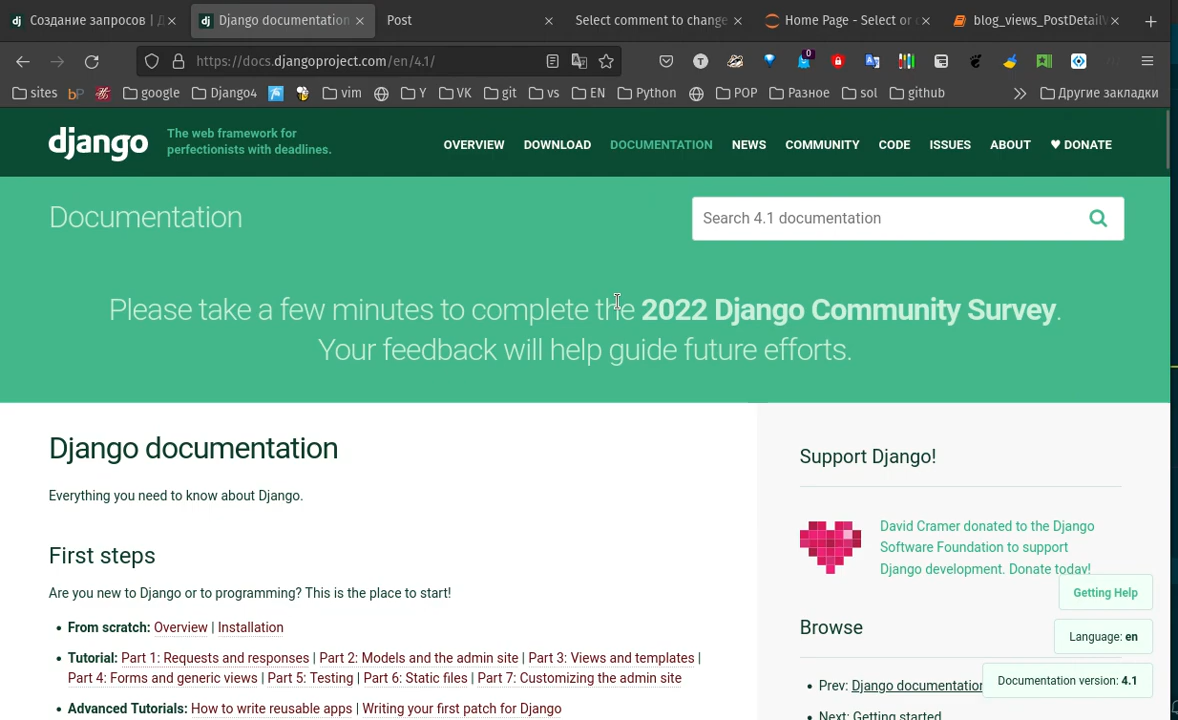 Создание запросов | Д
Django documentation
Post
Select comment to change
Home Page - Select or c
blog_views_PostDetailV
https://docs.djangoproject.com/en/4.1/
0
sites
bP
google
Django4
vim
Y
VK
git
vs
EN
Python
POP
Разное
sol
github
Другие закладки
django
The web framework for
perfectionists with deadlines.
OVERVIEW DOWNLOAD DOCUMENTATION NEWS COMMUNITY CODE ISSUES ABOUT ♥ DONATE
Documentation
Search 4.1 documentation
Please take a few minutes to complete the 2022 Django Community Survey.
Your feedback will help guide future efforts.
Django documentation
Everything you need to know about Django.
First steps
Are you new to Django or to programming? This is the place to start!
• From scratch: Overview | Installation
• Tutorial: Part 1: Requests and responses | Part 2: Models and the admin site | Part 3: Views and templates |
Part 4: Forms and generic views | Part 5: Testing | Part 6: Static files | Part 7: Customizing the admin site
• Advanced Tutorials: How to write reusable apps | Writing your first patch for Django
Support Django!
David Cramer donated to the Django
Software Foundation to support
Django development. Donate today!
Browse
• Prev: Django documentation
• Next: Getting started
Getting Help
Language: en
Documentation version: 4.1